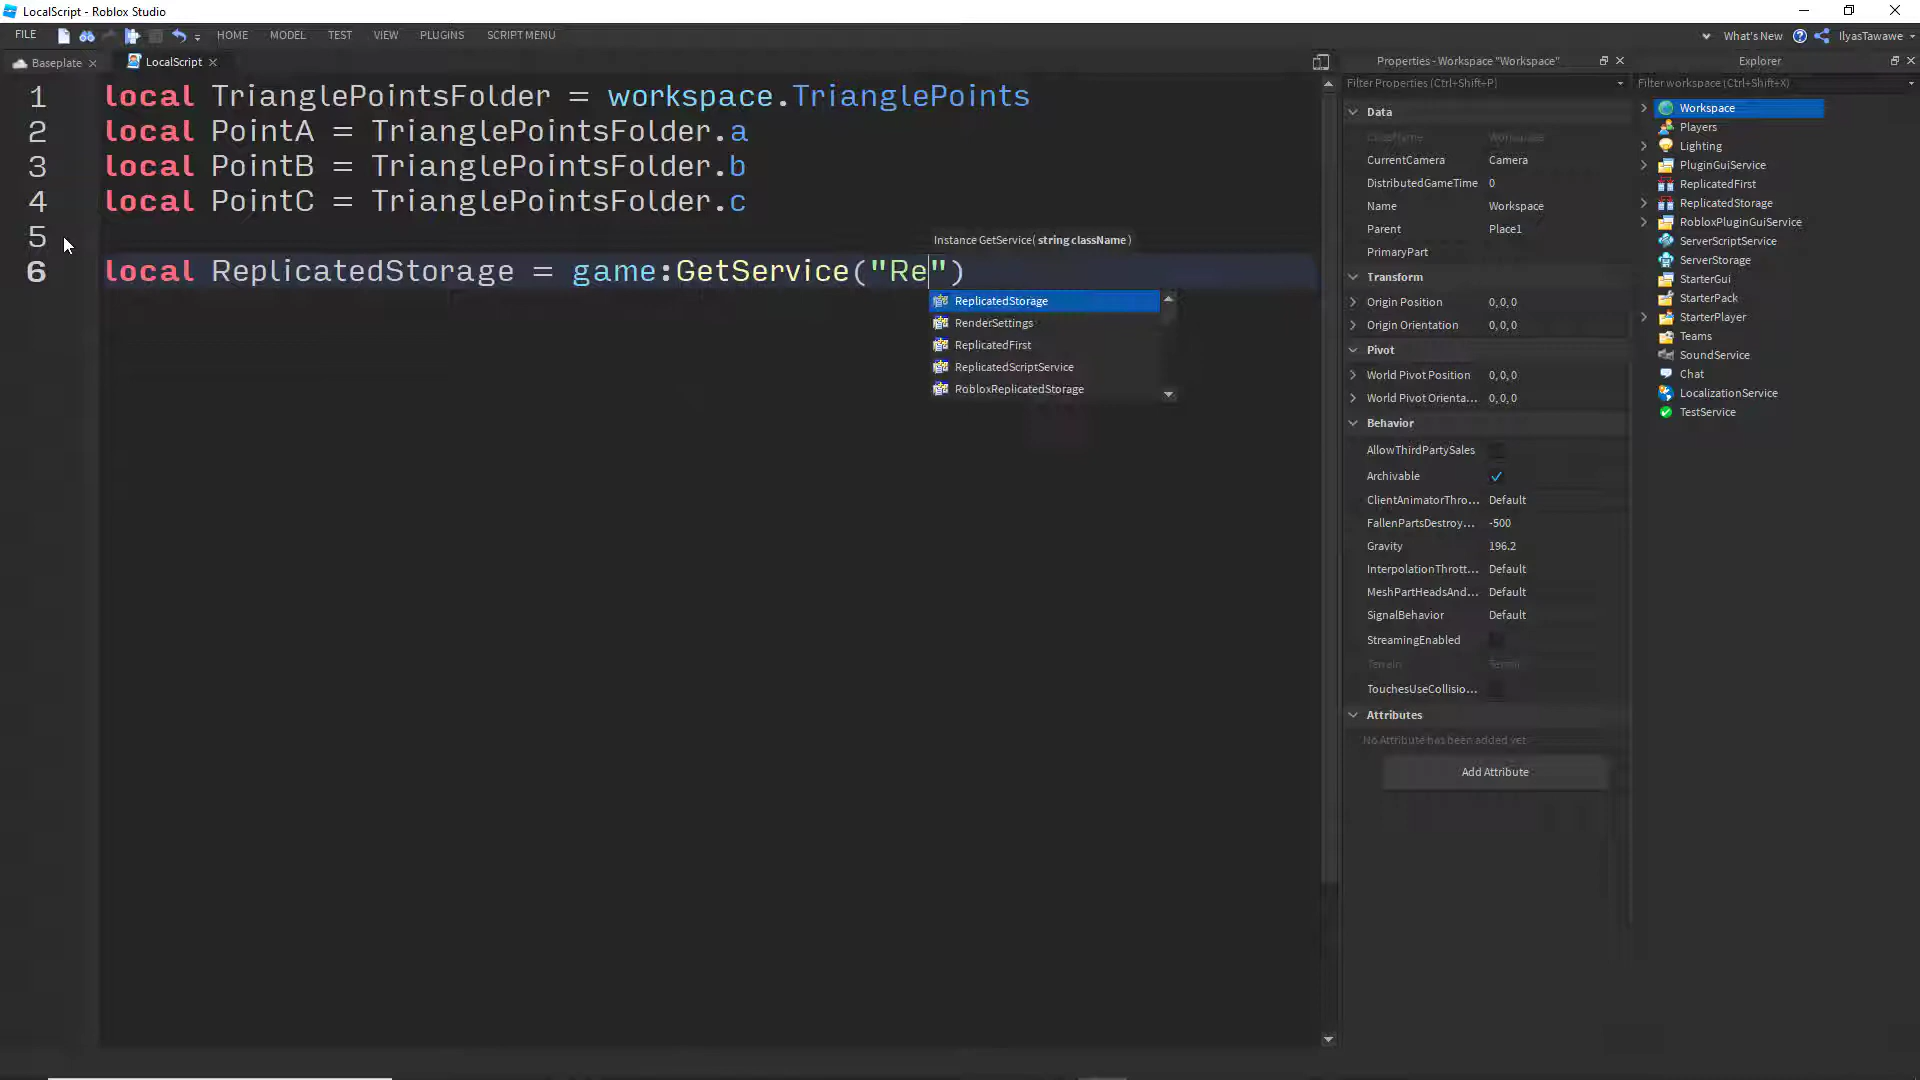 LocalScript - Roblox Studio
FILE HOME MODEL TEST VIEW PLUGINS SCRIPT MENU What's New IlyasTawawe
Baseplate LocalScript
1 local TrianglePointsFolder = workspace.TrianglePoints
2 local PointA = TrianglePointsFolder.a
3 local PointB = TrianglePointsFolder.b
4 local PointC = TrianglePointsFolder.c
5
Instance GetService( string className )
6 local ReplicatedStorage = game:GetService("Re")
ReplicatedStorage
RenderSettings
ReplicatedFirst
ReplicatedScriptService
RobloxReplicatedStorage
Properties - Workspace "Workspace"
Filter Properties (Ctrl+Shift+P)
Data
ClassName Workspace
CurrentCamera Camera
DistributedGameTime 0
Name Workspace
Parent Place1
PrimaryPart
Transform
Origin Position 0,0,0
Origin Orientation 0,0,0
Pivot
World Pivot Position 0,0,0
World Pivot Orienta... 0,0,0
Behavior
AllowThirdPartySales
Archivable
ClientAnimatorThro... Default
FallenPartsDestroy... -500
Gravity 196.2
InterpolationThrott... Default
MeshPartHeadsAnd... Default
SignalBehavior Default
StreamingEnabled
Terrain Terrain
TouchesUseCollisio...
Attributes
No Attribute has been added yet
Add Attribute
Explorer
Filter workspace (Ctrl+Shift+X)
Workspace
Players
Lighting
PluginGuiService
ReplicatedFirst
ReplicatedStorage
RobloxPluginGuiService
ServerScriptService
ServerStorage
StarterGui
StarterPack
StarterPlayer
Teams
SoundService
Chat
LocalizationService
TestService